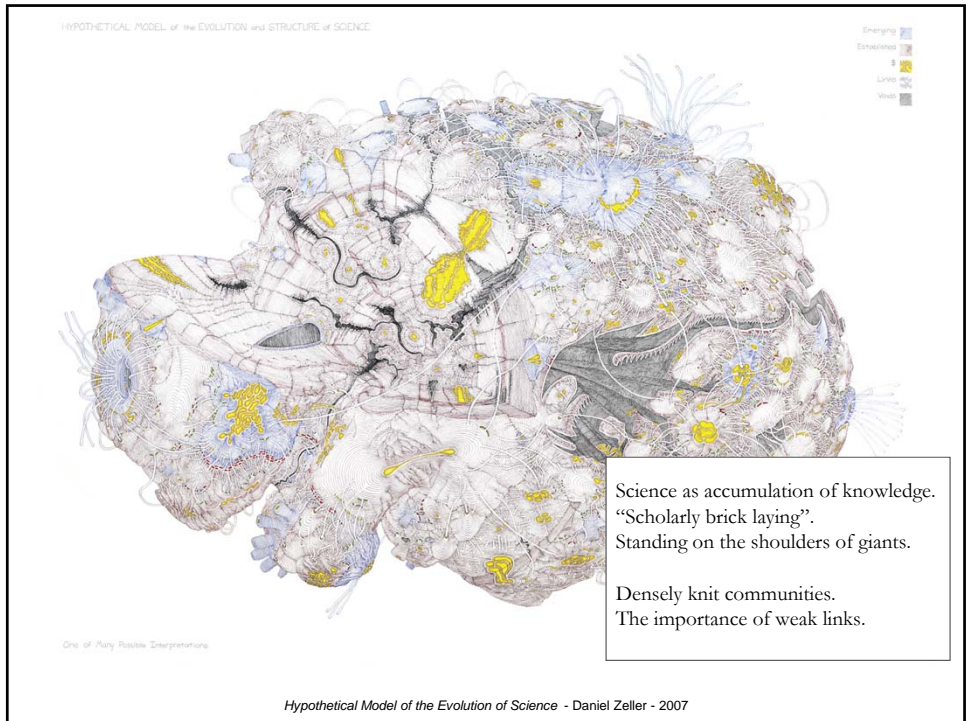 HYPOTHETICAL MODEL of the EVOLUTION and STRUCTURE of SCIENCE
Emerging
Established
$
Links
Voids
Science as accumulation of knowledge.
“Scholarly brick laying”.
Standing on the shoulders of giants.
Densely knit communities.
The importance of weak links.
One of Many Possible Interpretations
Hypothetical Model of the Evolution of Science - Daniel Zeller - 2007